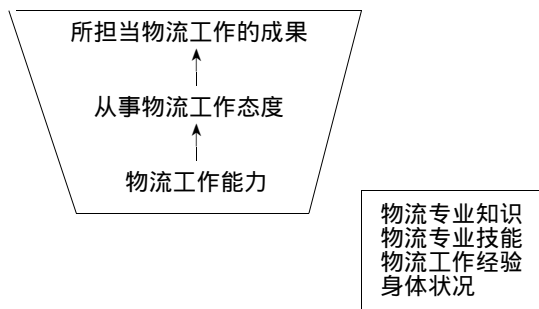 所担当物流工作的成果
从事物流工作态度
物流工作能力
物流专业知识
物流专业技能
物流工作经验
身体状况